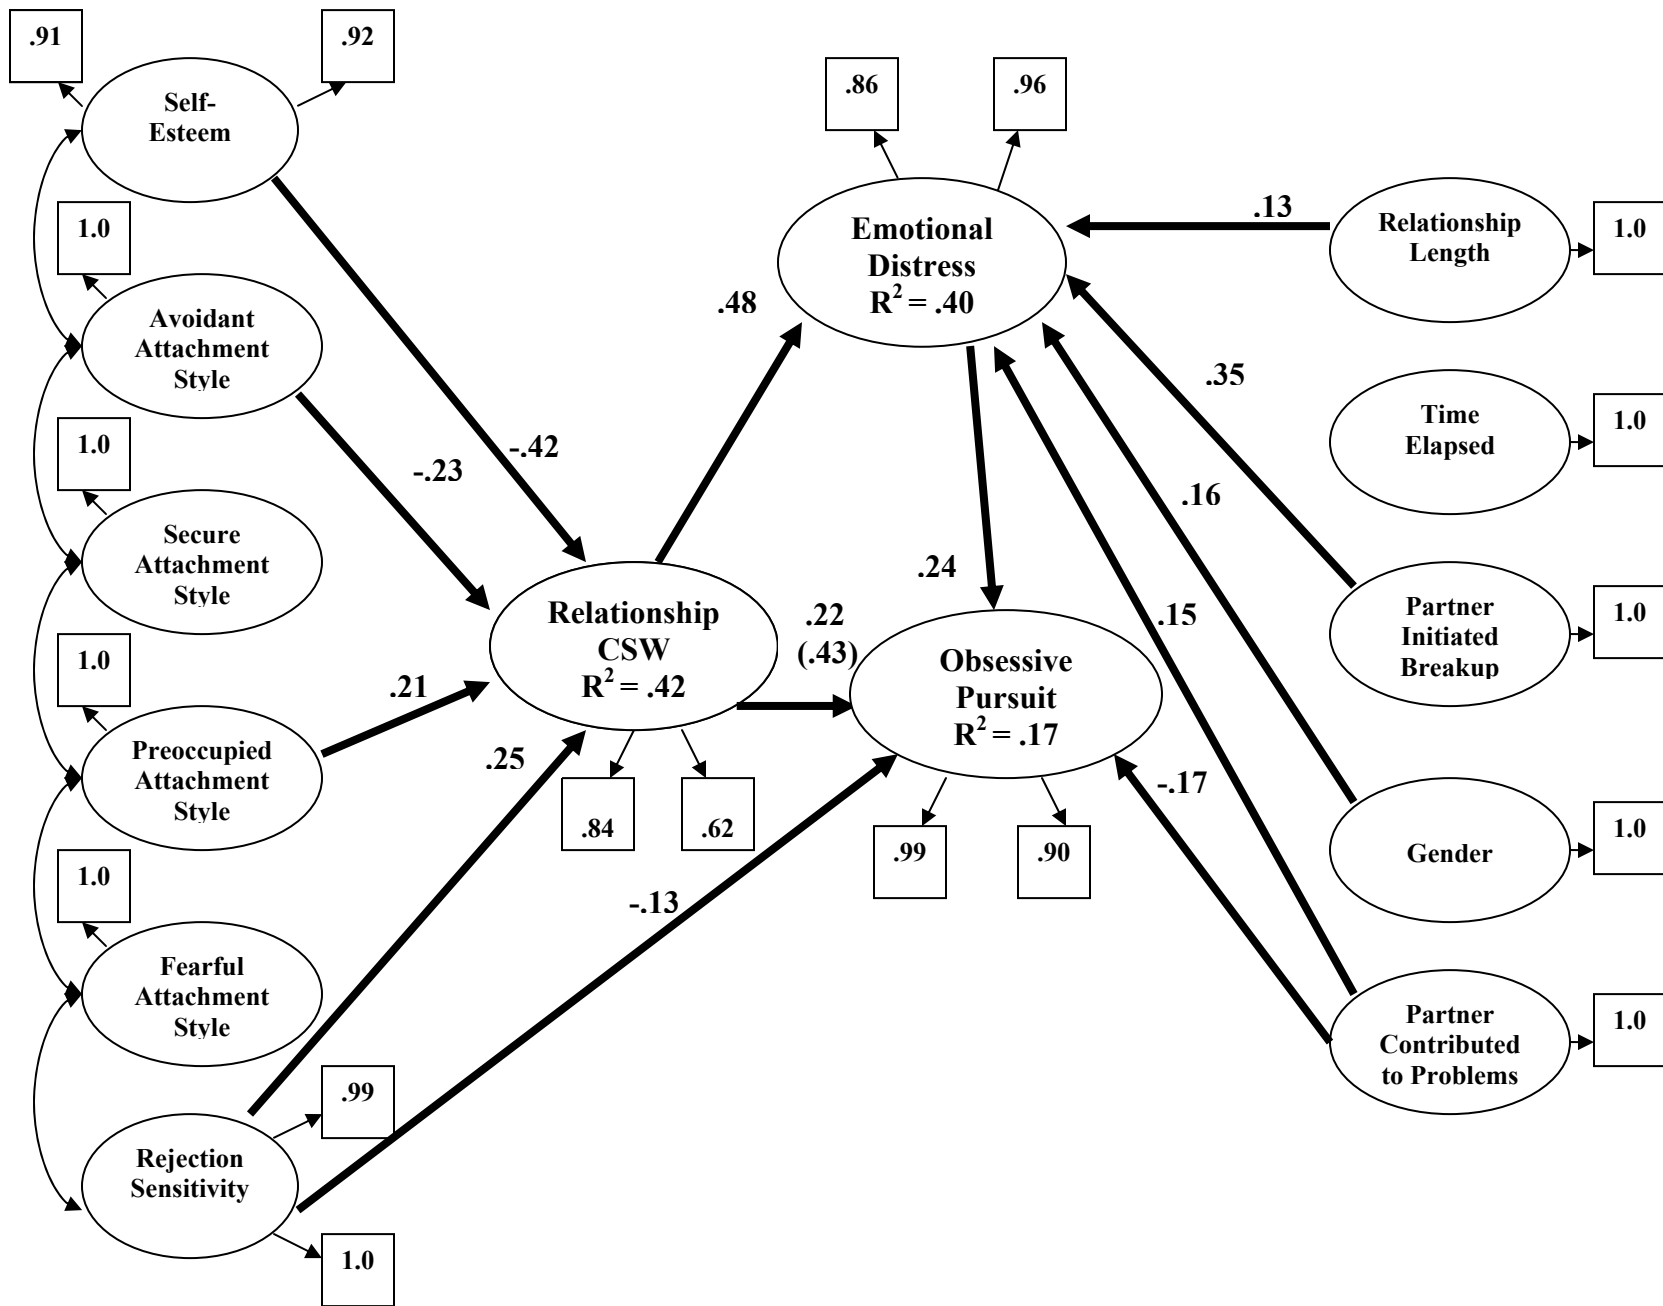 .91
.92
Self-
Esteem
1.0
Avoidant
Attachment
Style
1.0
Secure
Attachment
Style
1.0
Preoccupied
Attachment
Style
1.0
Fearful
Attachment
Style
.99
Rejection
Sensitivity
1.0
-.42
-.23
.21
.25
-.13
Relationship
CSW
R² = .42
.84
.62
.48
.22
(.43)
.86
.96
Emotional
Distress
R² = .40
.24
Obsessive
Pursuit
R² = .17
.99
.90
.13
.35
.16
.15
-.17
Relationship
Length
1.0
Time
Elapsed
1.0
Partner
Initiated
Breakup
1.0
Gender
1.0
Partner
Contributed
to Problems
1.0